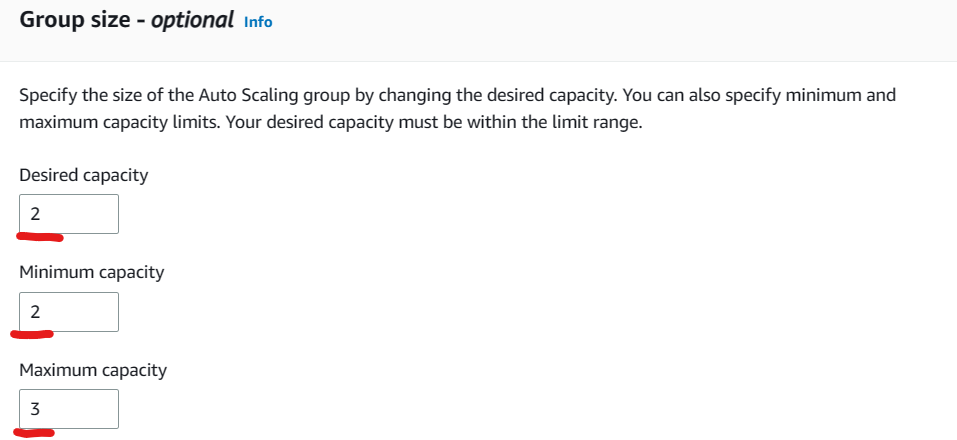 Group size - optional Info
Specify the size of the Auto Scaling group by changing the desired capacity. You can also specify minimum and
maximum capacity limits. Your desired capacity must be within the limit range.
Desired capacity
2
Minimum capacity
2
Maximum capacity
3